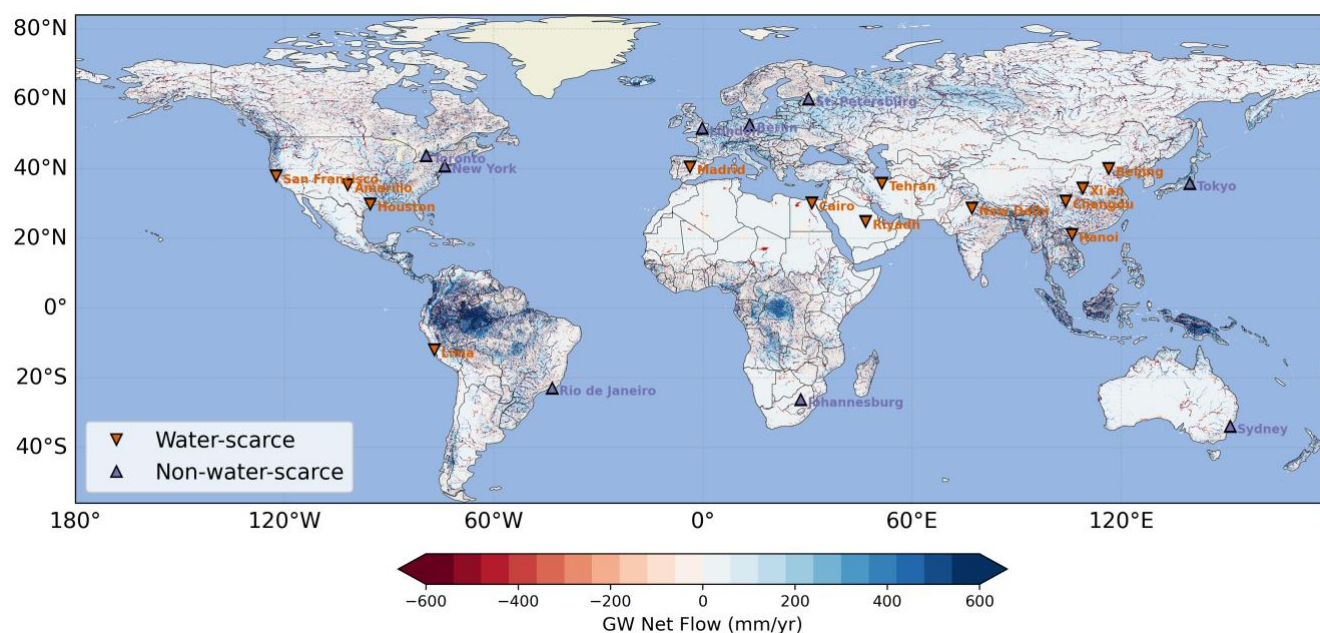 80°N
60°N
40°N
20°N
0°
20°S
40°S
St. Petersburg
Berlin
Toronto
New York
San Francisco
Amarillo
Houston
Madrid
Tehran
Beijing
Xi'an
Tokyo
Cairo
Riyadh
New Delhi
Chengdu
Hanoi
Lima
Rio de Janeiro
Johannesburg
Sydney
Water-scarce
Non-water-scarce
180°
120°W
60°W
0°
60°E
120°E
−600
−400
−200
0
200
400
600
GW Net Flow (mm/yr)